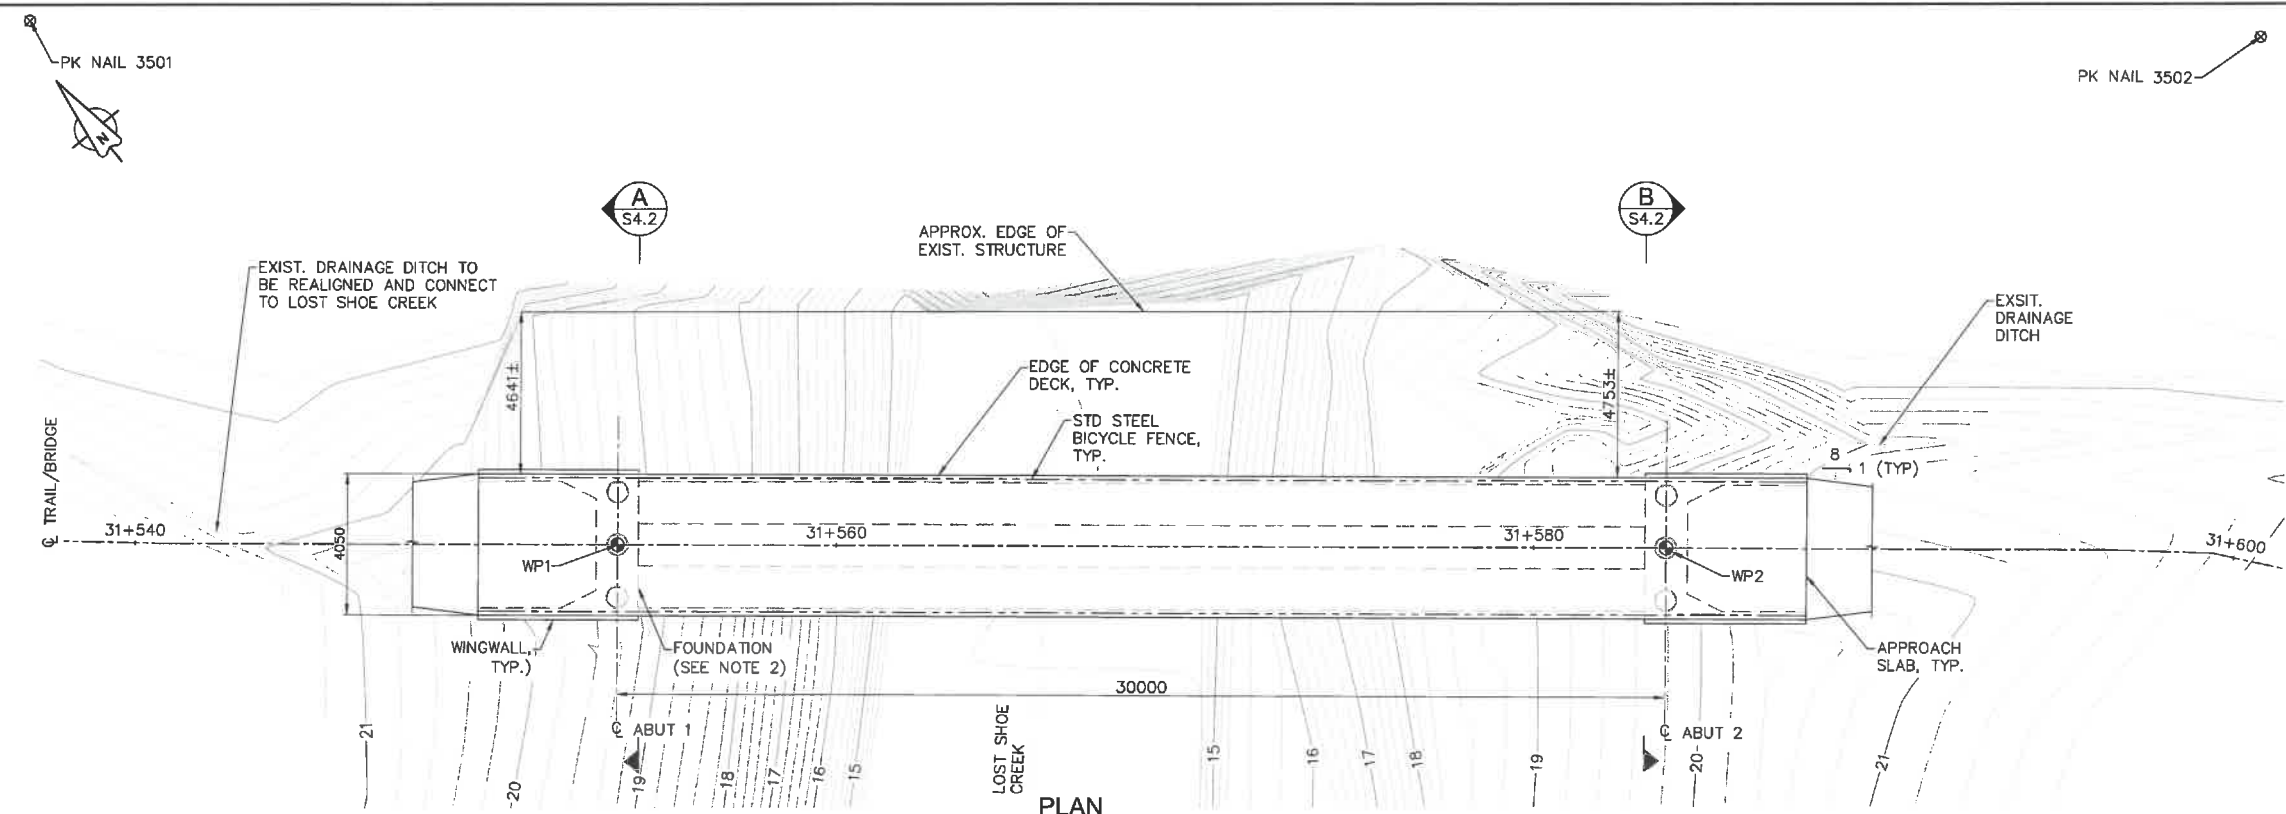 PK NAIL 3501
PK NAIL 3502
N
A
S4.2
B
S4.2
APPROX. EDGE OF
EXIST. STRUCTURE
EXIST. DRAINAGE DITCH TO
BE REALIGNED AND CONNECT
TO LOST SHOE CREEK
EXSIT.
DRAINAGE
DITCH
4641±
EDGE OF CONCRETE
DECK, TYP.
4753±
STD STEEL
BICYCLE FENCE,
TYP.
8
1 (TYP)
℄ TRAIL/BRIDGE
31+540
4050
31+560
31+580
31+600
WP1
WP2
WINGWALL,
TYP.)
FOUNDATION
(SEE NOTE 2)
APPROACH
SLAB, TYP.
30000
℄ ABUT 1
℄ ABUT 2
LOST SHOE
CREEK
21
20
19
18
17
16
15
15
16
17
18
19
20
21
PLAN